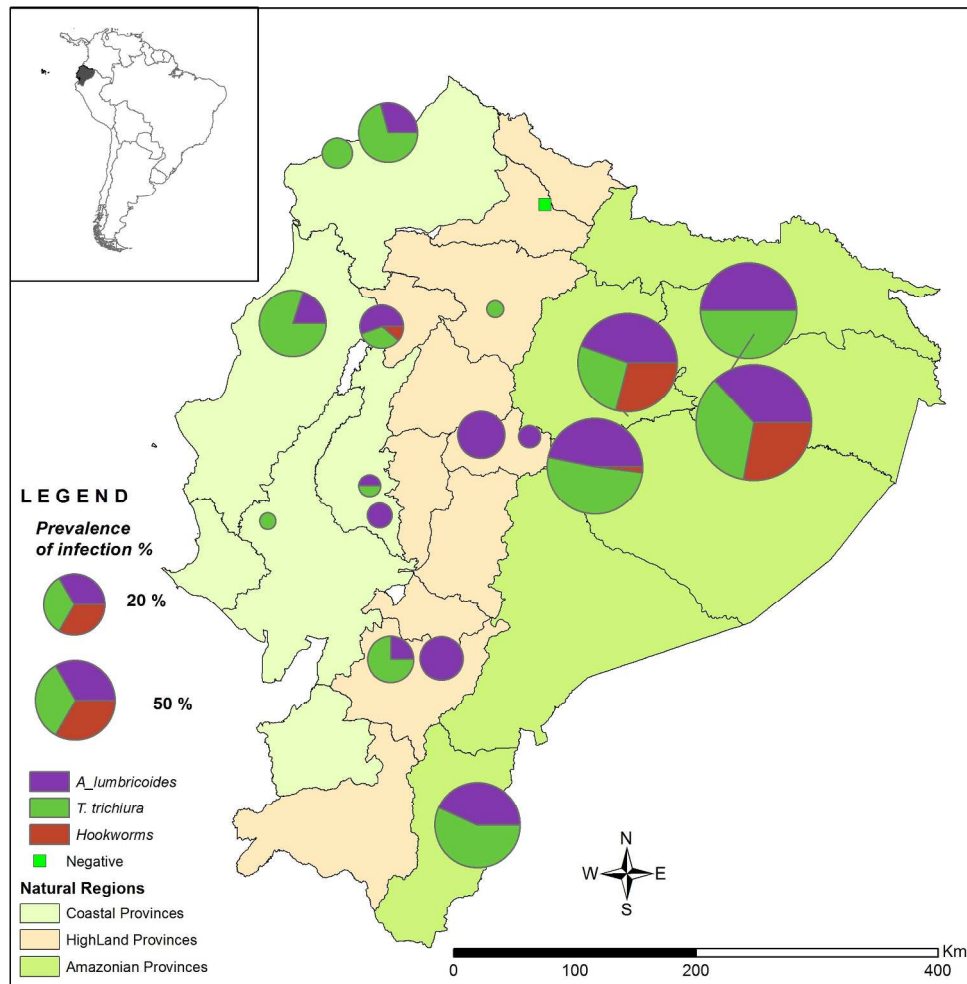 LEGEND
Prevalence
of infection %
20 %
50 %
A_lumbricoides
T. trichiura
Hookworms
Negative
Natural Regions
Coastal Provinces
HighLand Provinces
Amazonian Provinces
N
W E
S
Km
0 100 200 400